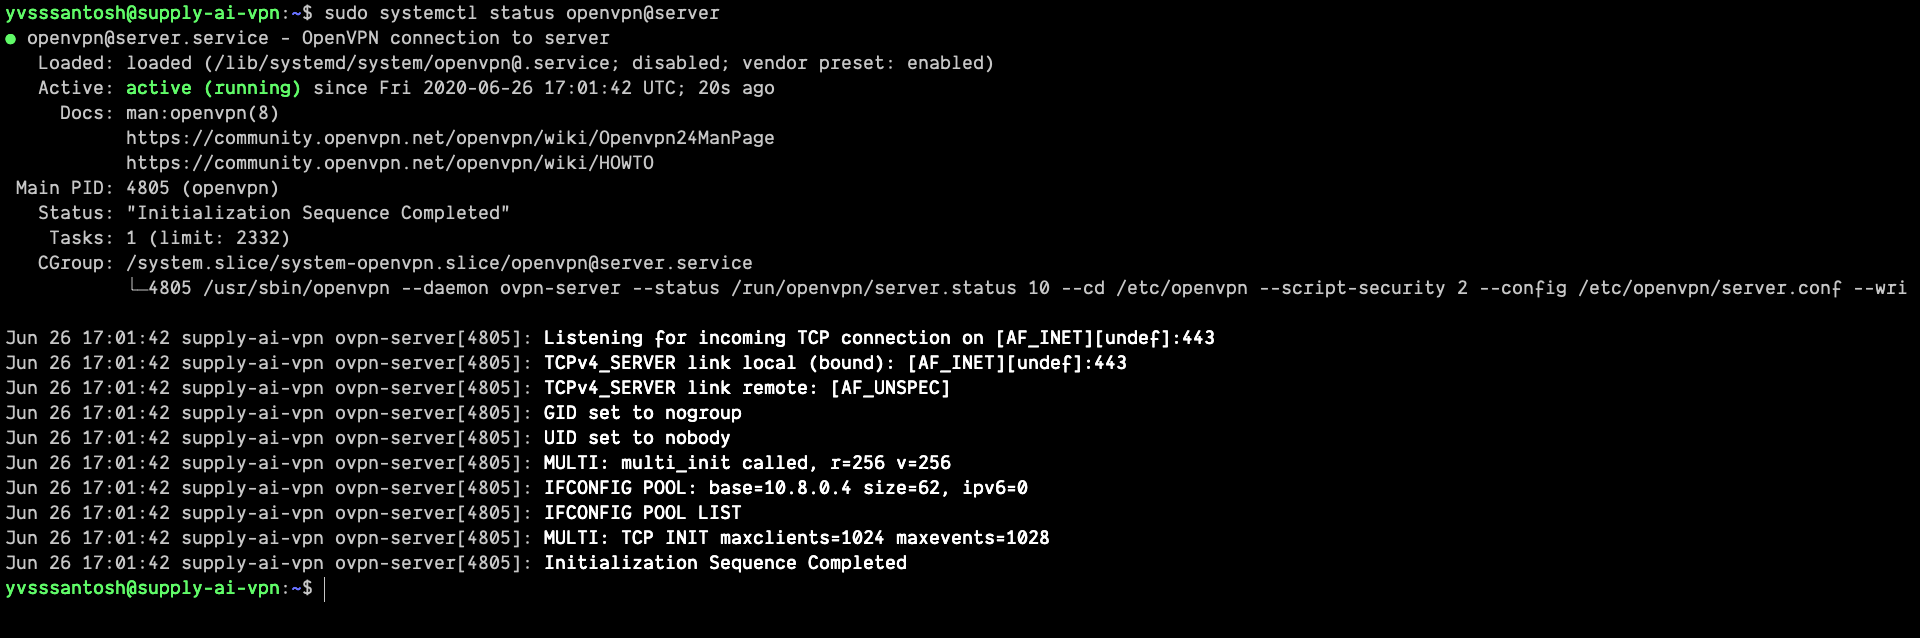 yvsssantosh@supply-ai-vpn:~$ sudo systemctl status openvpn@server
● openvpn@server.service - OpenVPN connection to server
   Loaded: loaded (/lib/systemd/system/openvpn@.service; disabled; vendor preset: enabled)
   Active: active (running) since Fri 2020-06-26 17:01:42 UTC; 20s ago
     Docs: man:openvpn(8)
           https://community.openvpn.net/openvpn/wiki/Openvpn24ManPage
           https://community.openvpn.net/openvpn/wiki/HOWTO
 Main PID: 4805 (openvpn)
   Status: "Initialization Sequence Completed"
    Tasks: 1 (limit: 2332)
   CGroup: /system.slice/system-openvpn.slice/openvpn@server.service
           └─4805 /usr/sbin/openvpn --daemon ovpn-server --status /run/openvpn/server.status 10 --cd /etc/openvpn --script-security 2 --config /etc/openvpn/server.conf --wri

Jun 26 17:01:42 supply-ai-vpn ovpn-server[4805]: Listening for incoming TCP connection on [AF_INET][undef]:443
Jun 26 17:01:42 supply-ai-vpn ovpn-server[4805]: TCPv4_SERVER link local (bound): [AF_INET][undef]:443
Jun 26 17:01:42 supply-ai-vpn ovpn-server[4805]: TCPv4_SERVER link remote: [AF_UNSPEC]
Jun 26 17:01:42 supply-ai-vpn ovpn-server[4805]: GID set to nogroup
Jun 26 17:01:42 supply-ai-vpn ovpn-server[4805]: UID set to nobody
Jun 26 17:01:42 supply-ai-vpn ovpn-server[4805]: MULTI: multi_init called, r=256 v=256
Jun 26 17:01:42 supply-ai-vpn ovpn-server[4805]: IFCONFIG POOL: base=10.8.0.4 size=62, ipv6=0
Jun 26 17:01:42 supply-ai-vpn ovpn-server[4805]: IFCONFIG POOL LIST
Jun 26 17:01:42 supply-ai-vpn ovpn-server[4805]: MULTI: TCP INIT maxclients=1024 maxevents=1028
Jun 26 17:01:42 supply-ai-vpn ovpn-server[4805]: Initialization Sequence Completed
yvsssantosh@supply-ai-vpn:~$